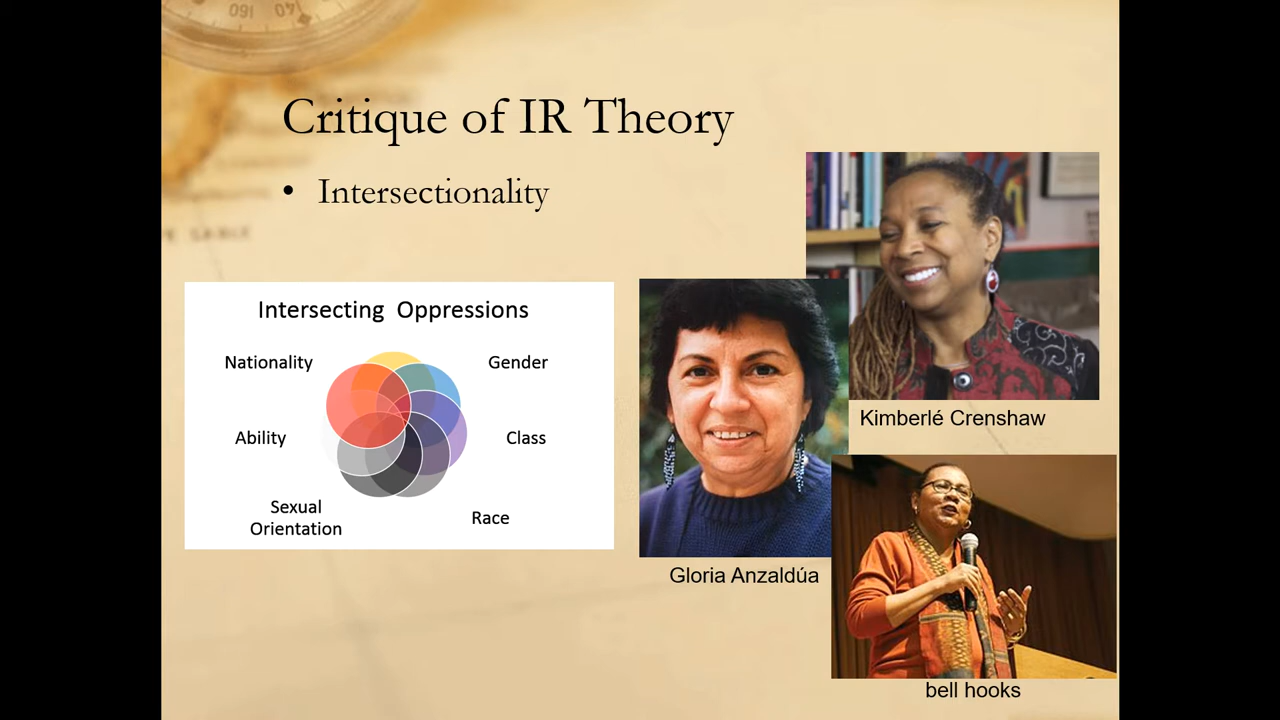 Critique of IR Theory
• Intersectionality
Intersecting Oppressions
Nationality
Gender
Ability
Class
Sexual
Orientation
Race
Kimberlé Crenshaw
Gloria Anzaldúa
bell hooks